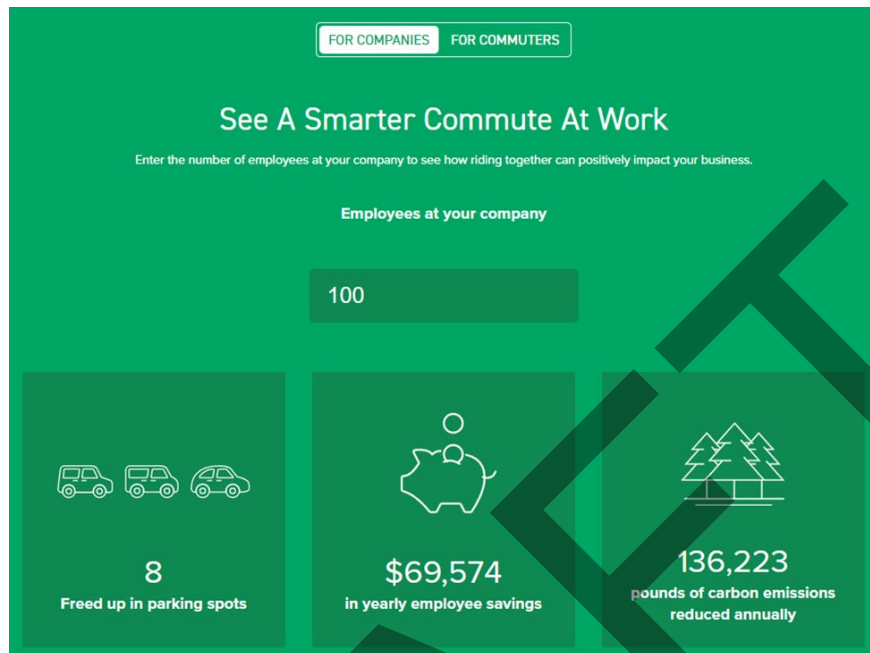 FOR COMPANIES FOR COMMUTERS
See A Smarter Commute At Work
Enter the number of employees at your company to see how riding together can positively impact your business.
Employees at your company
100
8
Freed up in parking spots
$69,574
in yearly employee savings
136,223
pounds of carbon emissions
reduced annually